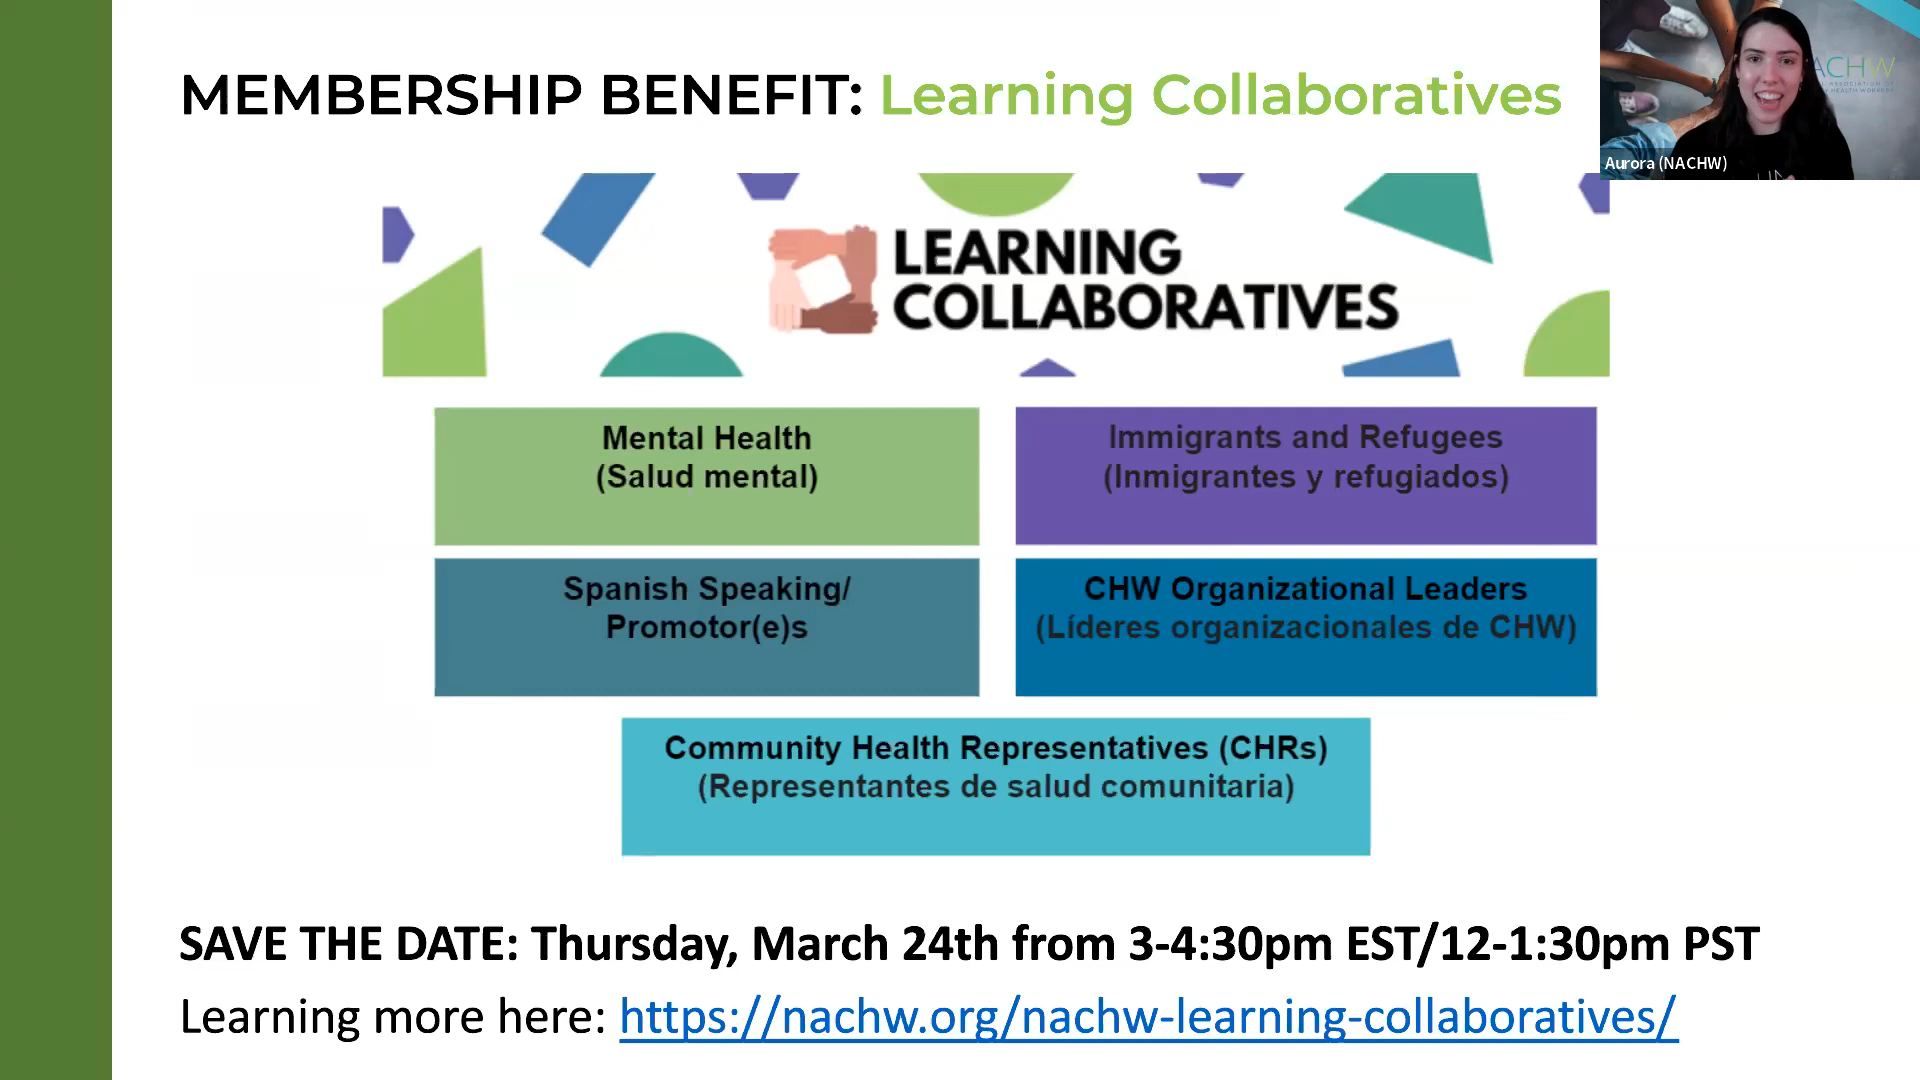 MEMBERSHIP BENEFIT: Learning Collaboratives
ACHW
Aurora (NACHW)
LEARNING
COLLABORATIVES
Mental Health
(Salud mental)
Immigrants and Refugees
(Inmigrantes y refugiados)
Spanish Speaking/
Promotor(e)s
CHW Organizational Leaders
(Líderes organizacionales de CHW)
Community Health Representatives (CHRs)
(Representantes de salud comunitaria)
SAVE THE DATE: Thursday, March 24th from 3-4:30pm EST/12-1:30pm PST
Learning more here: https://nachw.org/nachw-learning-collaboratives/